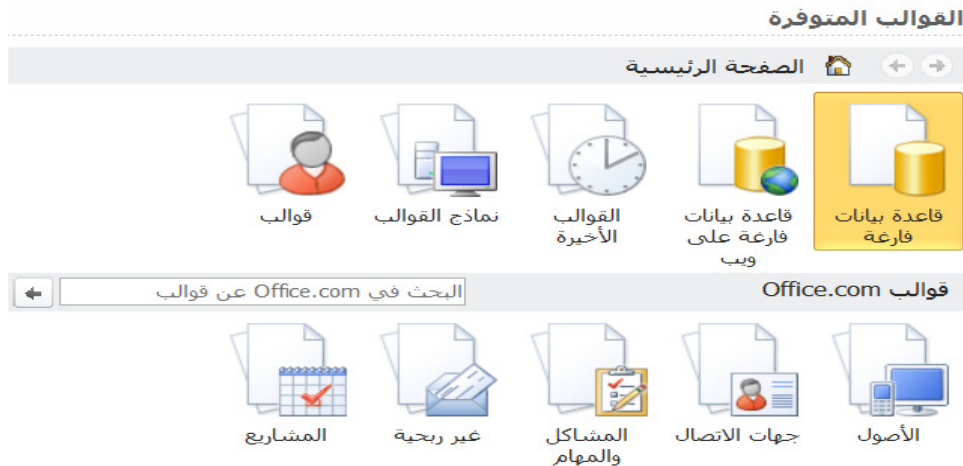 القوالب المتوفرة
الصفحة الرئيسية
قاعدة بيانات
فارغة
قاعدة بيانات
فارغة على
ويب
القوالب
الأخيرة
نماذج القوالب
قوالب
قوالب Office.com
البحث في Office.com عن قوالب
الأصول
جهات الاتصال
المشاكل
والمهام
غير ربحية
المشاريع